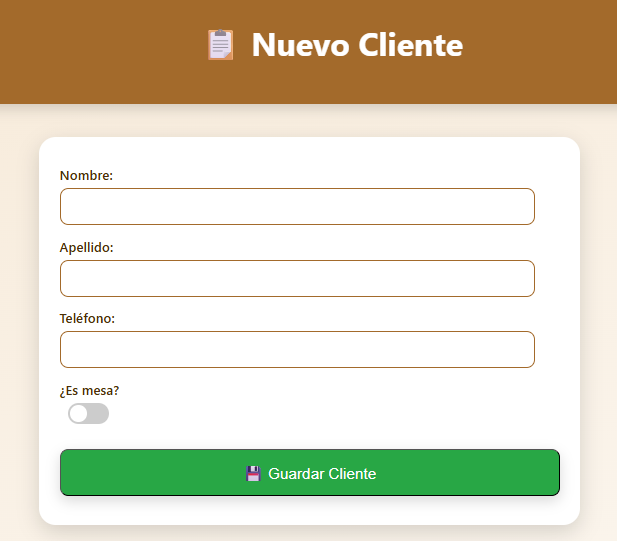 Nuevo Cliente
Nombre:
Apellido:
Teléfono:
¿Es mesa?
Guardar Cliente